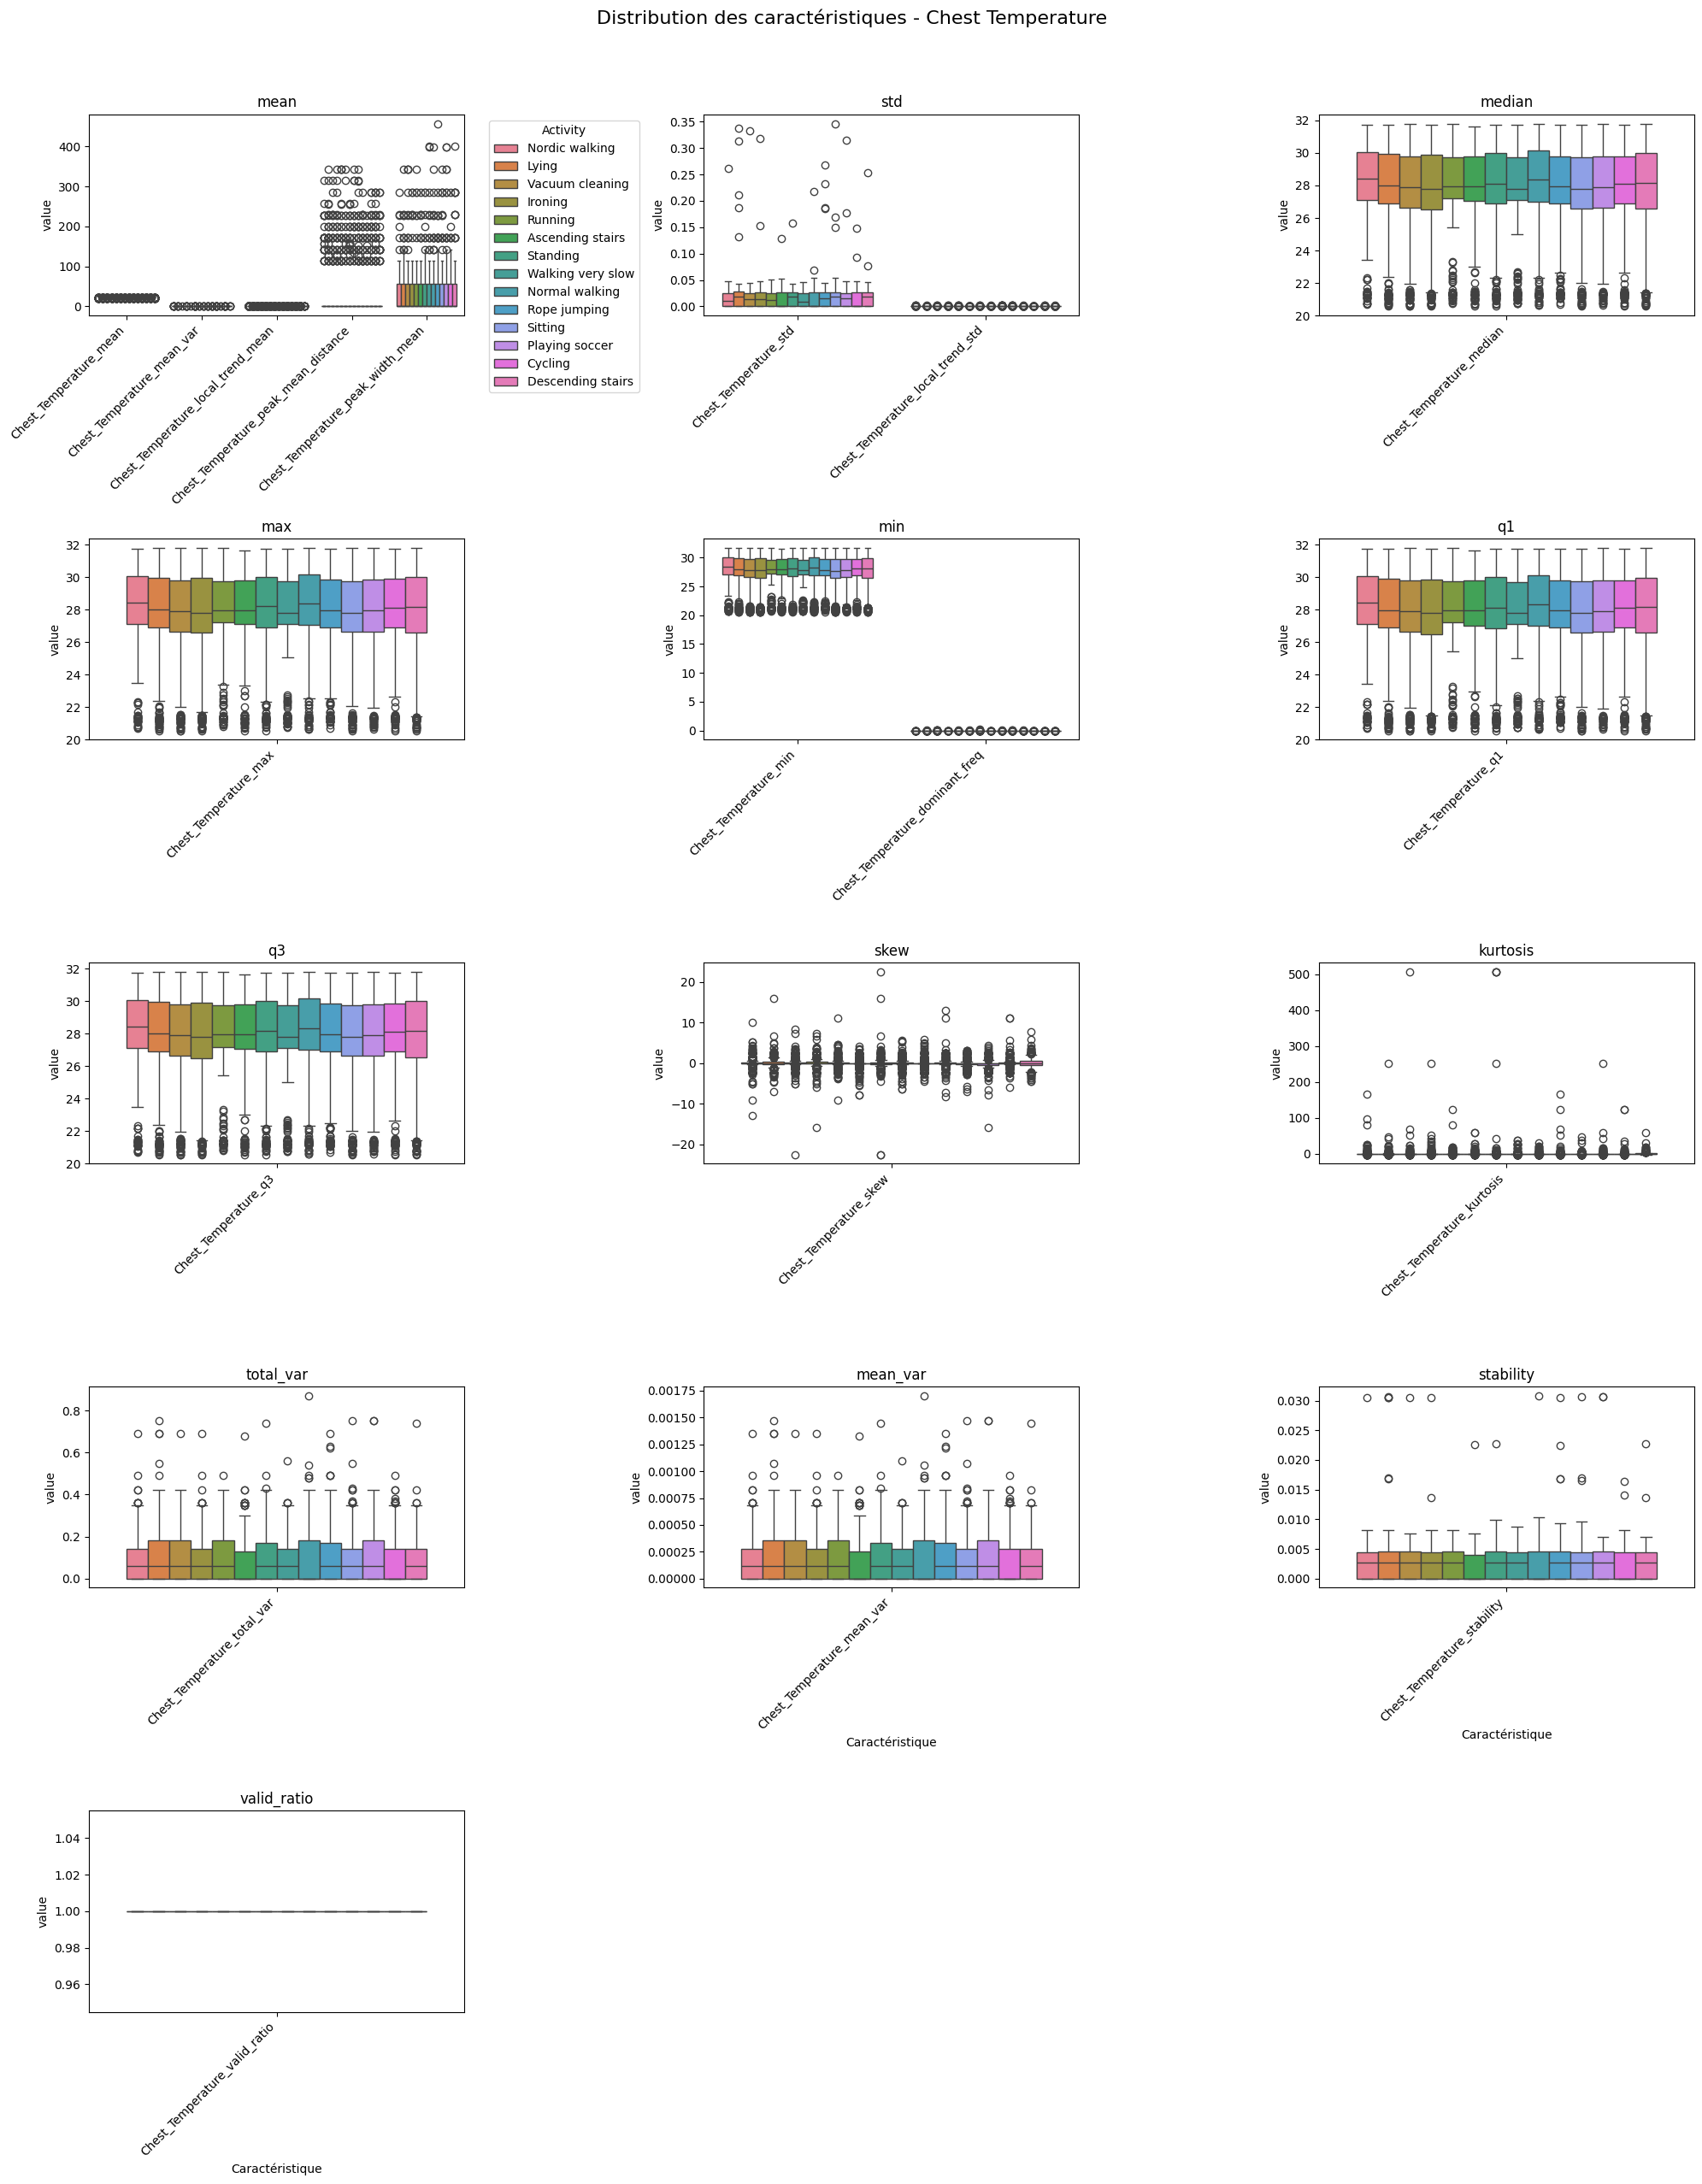 Distribution des caractéristiques - Chest Temperature
mean
value
400
300
200
100
0
Chest_Temperature_mean
Chest_Temperature_mean_var
Chest_Temperature_local_trend_mean
Chest_Temperature_peak_mean_distance
Chest_Temperature_peak_width_mean
Activity
Nordic walking
Lying
Vacuum cleaning
Ironing
Running
Ascending stairs
Standing
Walking very slow
Normal walking
Rope jumping
Sitting
Playing soccer
Cycling
Descending stairs
std
value
0.35
0.30
0.25
0.20
0.15
0.10
0.05
0.00
Chest_Temperature_std
Chest_Temperature_local_trend_std
median
value
32
30
28
26
24
22
20
Chest_Temperature_median
max
value
32
30
28
26
24
22
20
Chest_Temperature_max
min
value
30
25
20
15
10
5
0
Chest_Temperature_min
Chest_Temperature_dominant_freq
q1
value
32
30
28
26
24
22
20
Chest_Temperature_q1
q3
value
32
30
28
26
24
22
20
Chest_Temperature_q3
skew
value
20
10
0
−10
−20
Chest_Temperature_skew
kurtosis
value
500
400
300
200
100
0
Chest_Temperature_kurtosis
total_var
value
0.8
0.6
0.4
0.2
0.0
Chest_Temperature_total_var
mean_var
value
0.00175
0.00150
0.00125
0.00100
0.00075
0.00050
0.00025
0.00000
Chest_Temperature_mean_var
Caractéristique
stability
value
0.030
0.025
0.020
0.015
0.010
0.005
0.000
Chest_Temperature_stability
Caractéristique
valid_ratio
value
1.04
1.02
1.00
0.98
0.96
Chest_Temperature_valid_ratio
Caractéristique